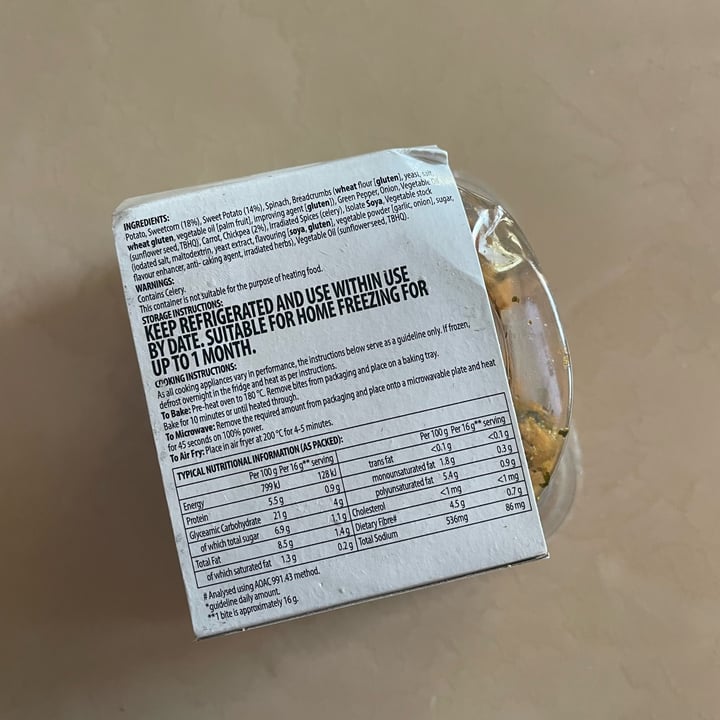 INGREDIENTS:
Potato, Sweetcorn (18%), Sweet Potato (14%), Spinach, Breadcrumbs (wheat flour [gluten], yeast, salt,
wheat gluten, vegetable oil [palm fruit], improving agent [gluten]), Green Pepper, Onion, Vegetable Oil
(sunflower seed, TBHQ), Carrot, Chickpea (2%), Irradiated Spices (celery), Isolate Soya, Vegetable stock
(iodated salt, maltodextrin, yeast extract, flavouring [soya, gluten], vegetable powder [garlic, onion], sugar,
flavour enhancer, anti- caking agent, irradiated herbs), Vegetable Oil (sunflower seed, TBHQ).
WARNINGS:
Contains Celery.
This container is not suitable for the purpose of heating food.
STORAGE INSTRUCTIONS:
KEEP REFRIGERATED AND USE WITHIN USE
BY DATE. SUITABLE FOR HOME FREEZING FOR
UP TO 1 MONTH.
COOKING INSTRUCTIONS:
As all cooking appliances vary in performance, the instructions below serve as a guideline only. If frozen,
defrost overnight in the fridge and heat as per instructions.
To Bake: Pre-heat oven to 180 °C. Remove bites from packaging and place on a baking tray.
Bake for 10 minutes or until heated through.
To Microwave: Remove the required amount from packaging and place onto a microwavable plate and heat
for 45 seconds on 100% power.
To Air Fry: Place in air fryer at 200 °C for 4-5 minutes.
TYPICAL NUTRITIONAL INFORMATION (AS PACKED):
Per 100 g Per 16 g** serving
Energy 799 kJ 128 kJ
Protein 5.5 g 0.9 g
Glyceamic Carbohydrate 21 g 4 g
of which total sugar 6.9 g 1.1 g
Total Fat 8.5 g 1.4 g
of which saturated fat 1.3 g 0.2 g
Per 100 g Per 16 g** serving
trans fat <0.1 g <0.1 g
monounsaturated fat 1.8 g 0.3 g
polyunsaturated fat 5.4 g 0.9 g
Cholesterol <1 mg <1 mg
Dietary Fibre# 4.5 g 0.7 g
Total Sodium 536mg 86 mg
# Analysed using AOAC 991.43 method.
*guideline daily amount.
**1 bite is approximately 16 g.